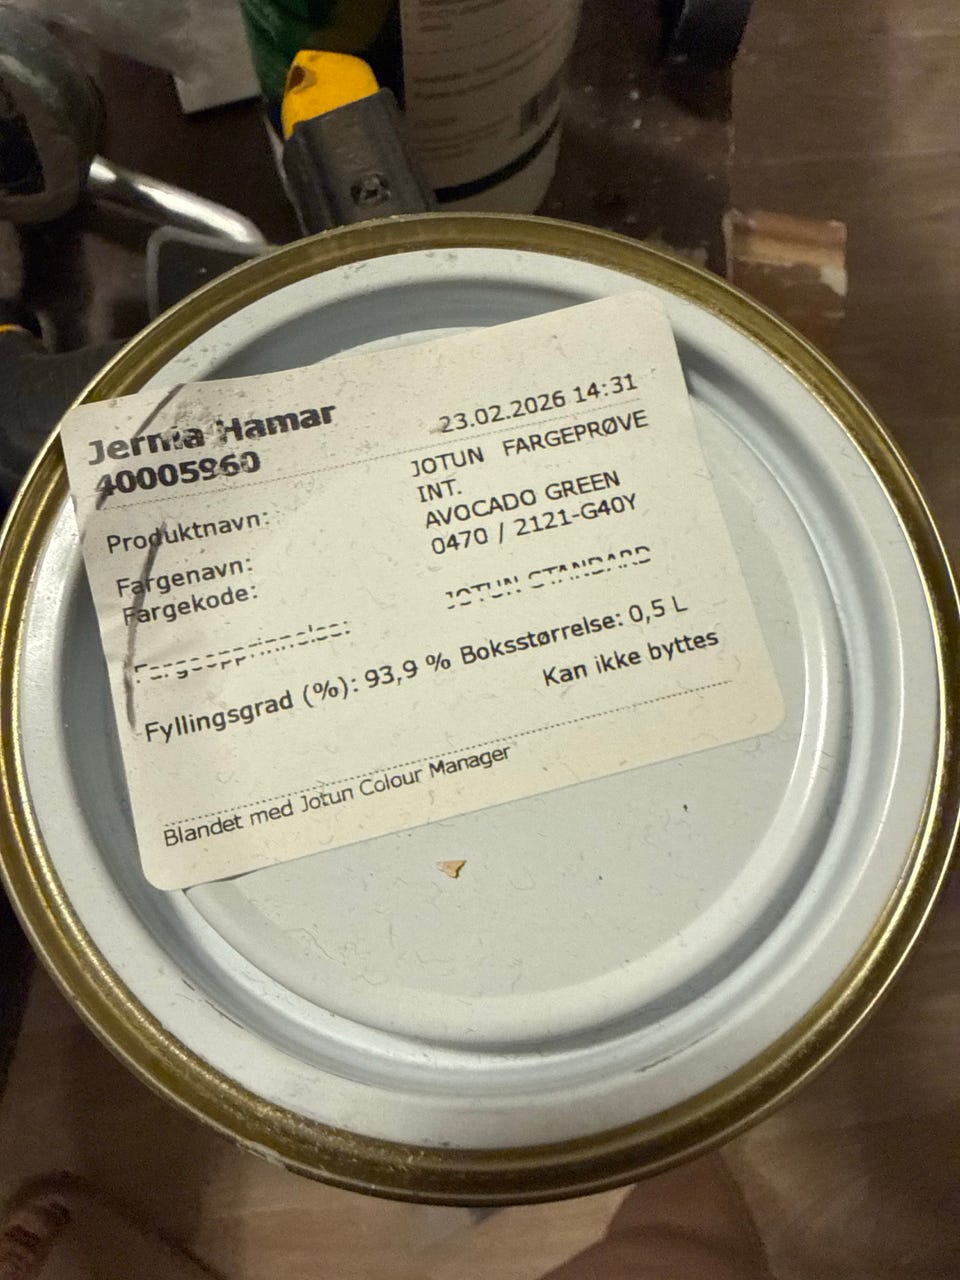 Jernia Hamar
40005960
23.02.2026 14:31
Produktnavn: JOTUN FARGEPRØVE
INT.
Fargenavn: AVOCADO GREEN
Fargekode: 0470 / 2121-G40Y
Fargeopprinnelse: JOTUN STANDARD
Fyllingsgrad (%): 93,9 % Boksstørrelse: 0,5 L
Kan ikke byttes
Blandet med Jotun Colour Manager